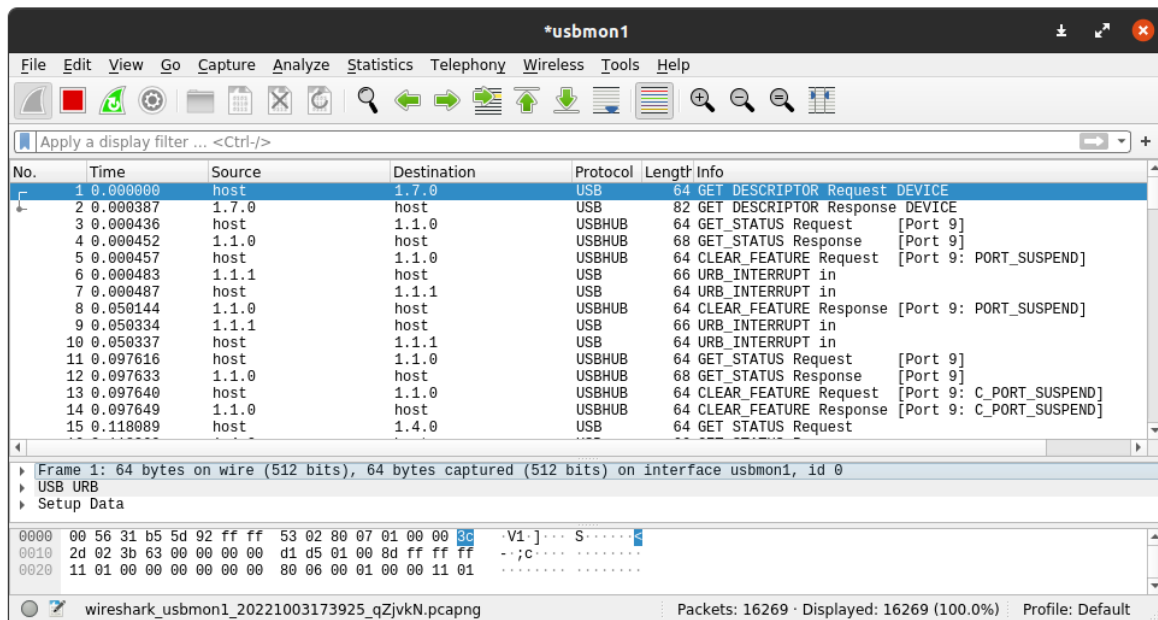 *usbmon1
File Edit View Go Capture Analyze Statistics Telephony Wireless Tools Help
Apply a display filter … <Ctrl-/>
No. Time Source Destination Protocol Length Info
1 0.000000 host 1.7.0 USB 64 GET DESCRIPTOR Request DEVICE
2 0.000387 1.7.0 host USB 82 GET DESCRIPTOR Response DEVICE
3 0.000436 host 1.1.0 USBHUB 64 GET_STATUS Request [Port 9]
4 0.000452 1.1.0 host USBHUB 68 GET_STATUS Response [Port 9]
5 0.000457 host 1.1.0 USBHUB 64 CLEAR_FEATURE Request [Port 9: PORT_SUSPEND]
6 0.000483 1.1.1 host USB 66 URB_INTERRUPT in
7 0.000487 host 1.1.1 USB 64 URB_INTERRUPT in
8 0.050144 1.1.0 host USBHUB 64 CLEAR_FEATURE Response [Port 9: PORT_SUSPEND]
9 0.050334 1.1.1 host USB 66 URB_INTERRUPT in
10 0.050337 host 1.1.1 USB 64 URB_INTERRUPT in
11 0.097616 host 1.1.0 USBHUB 64 GET_STATUS Request [Port 9]
12 0.097633 1.1.0 host USBHUB 68 GET_STATUS Response [Port 9]
13 0.097640 host 1.1.0 USBHUB 64 CLEAR_FEATURE Request [Port 9: C_PORT_SUSPEND]
14 0.097649 1.1.0 host USBHUB 64 CLEAR_FEATURE Response [Port 9: C_PORT_SUSPEND]
15 0.118089 host 1.4.0 USB 64 GET STATUS Request
Frame 1: 64 bytes on wire (512 bits), 64 bytes captured (512 bits) on interface usbmon1, id 0
USB URB
Setup Data
0000 00 56 31 b5 5d 92 ff ff 53 02 80 07 01 00 00 3c ·V1·]··· S······<
0010 2d 02 3b 63 00 00 00 00 d1 d5 01 00 8d ff ff ff -·;c···· ········
0020 11 01 00 00 00 00 00 00 80 06 00 01 00 00 11 01 ········ ········
wireshark_usbmon1_20221003173925_qZjvkN.pcapng Packets: 16269 · Displayed: 16269 (100.0%) Profile: Default